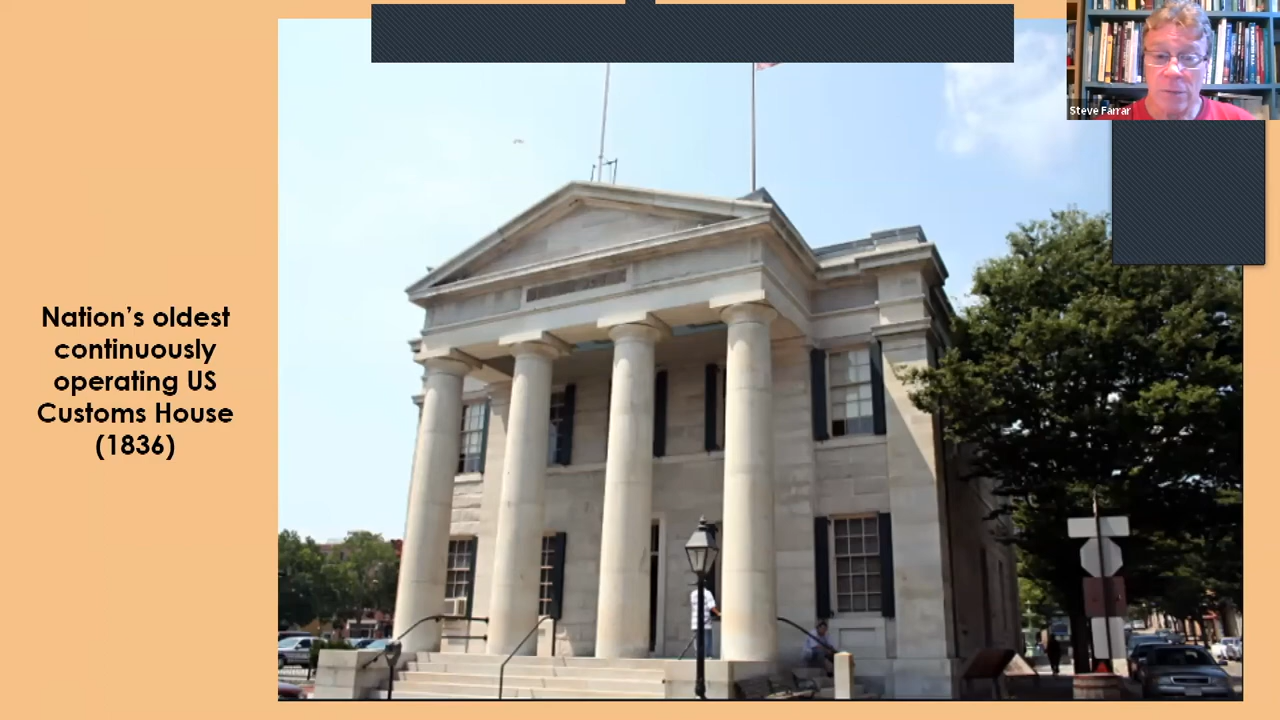 Steve Farrar
Nation's oldest
continuously
operating US
Customs House
(1836)